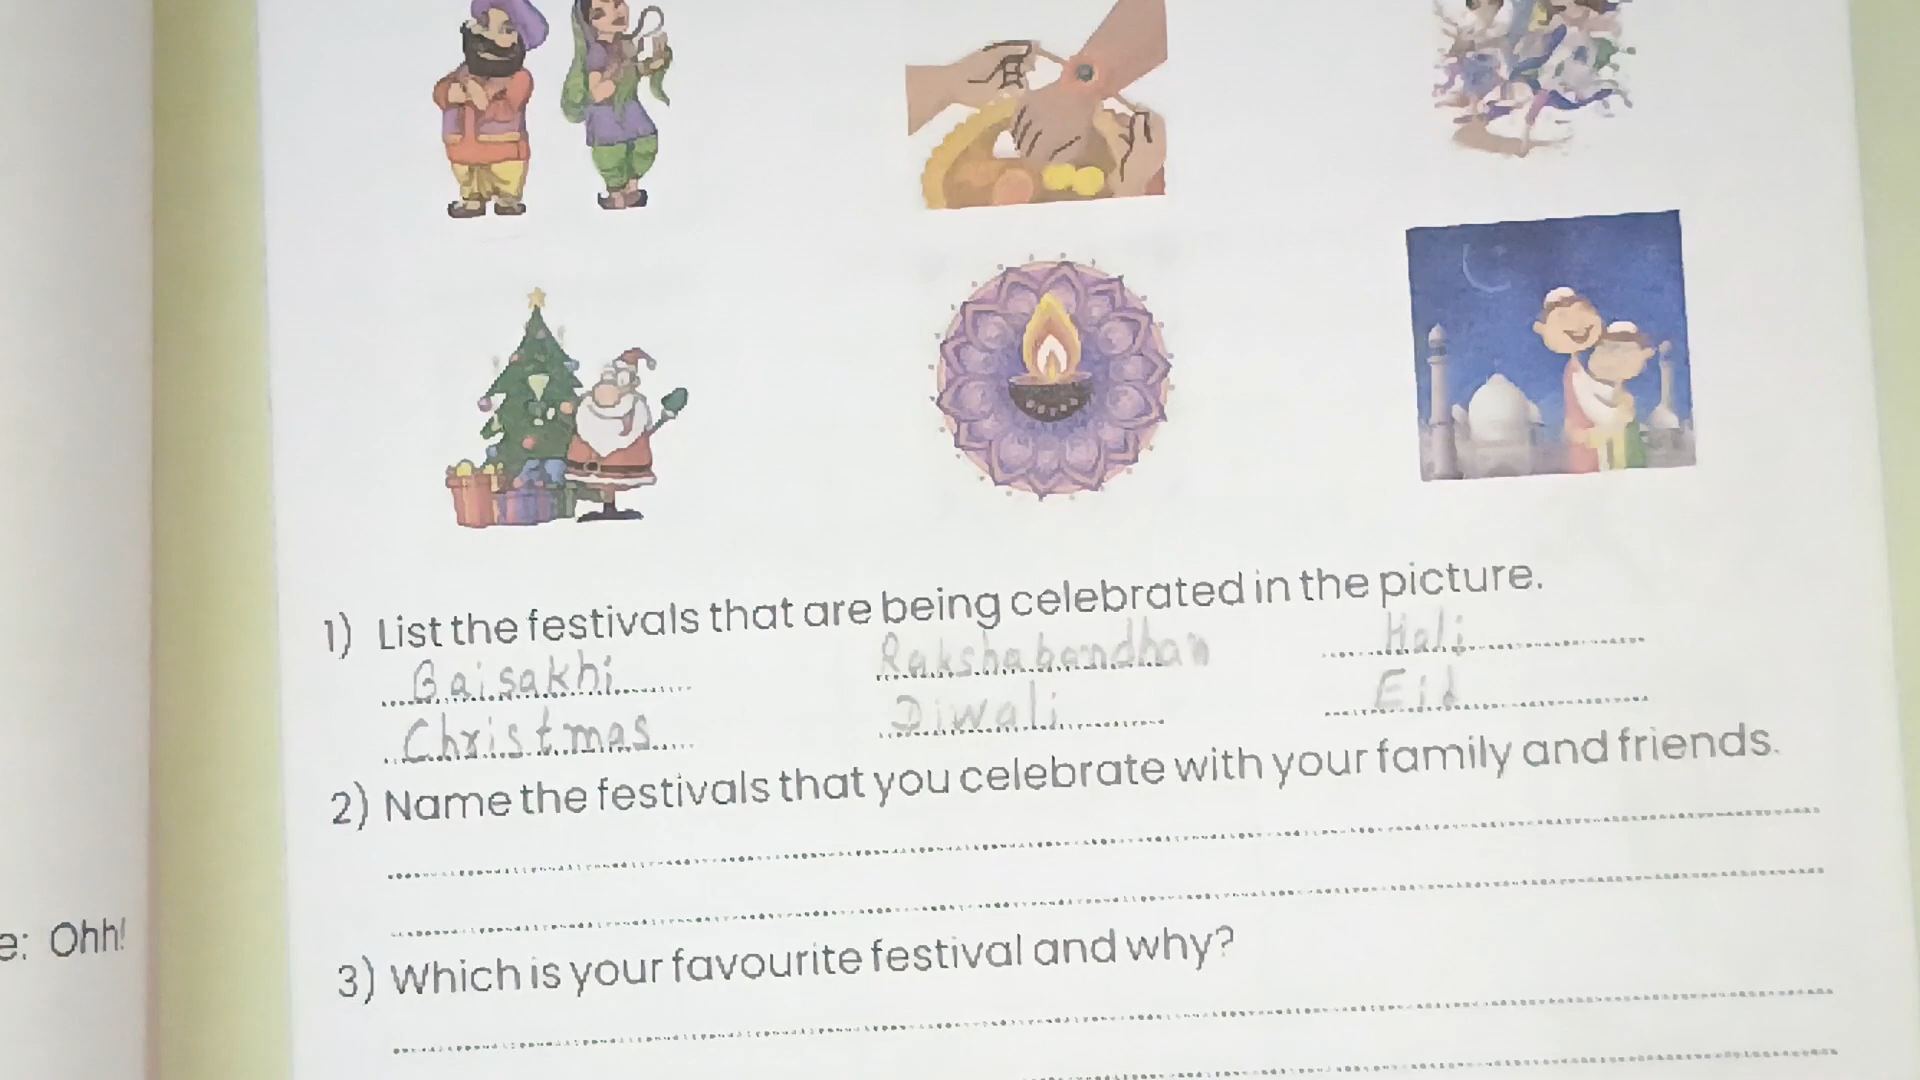 1) List the festivals that are being celebrated in the picture.
Baisakhi Rakshabandhan Holi
Christmas Diwali Eid
2) Name the festivals that you celebrate with your family and friends.
e: Ohh!
3) Which is your favourite festival and why?